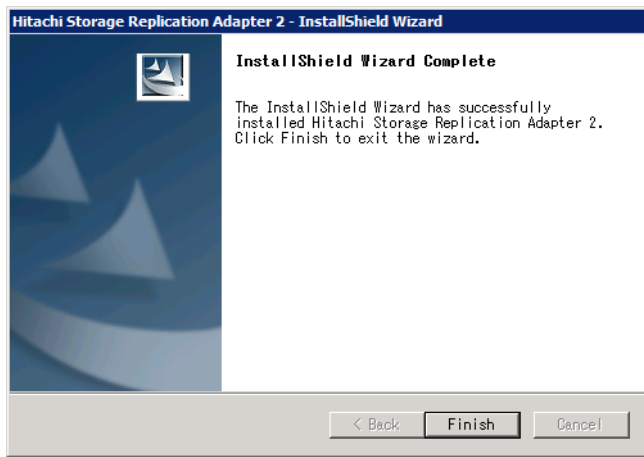 Hitachi Storage Replication Adapter 2 - InstallShield Wizard
InstallShield Wizard Complete
The InstallShield Wizard has successfully
installed Hitachi Storage Replication Adapter 2.
Click Finish to exit the wizard.
< Back
Finish
Cancel